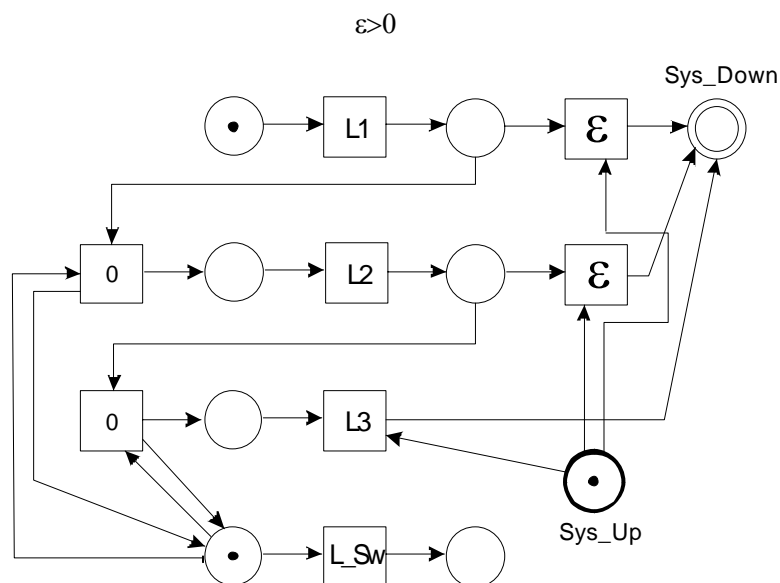 ε>0
Sys_Down
L1
ε
0
L2
ε
0
L3
Sys_Up
L_Sw